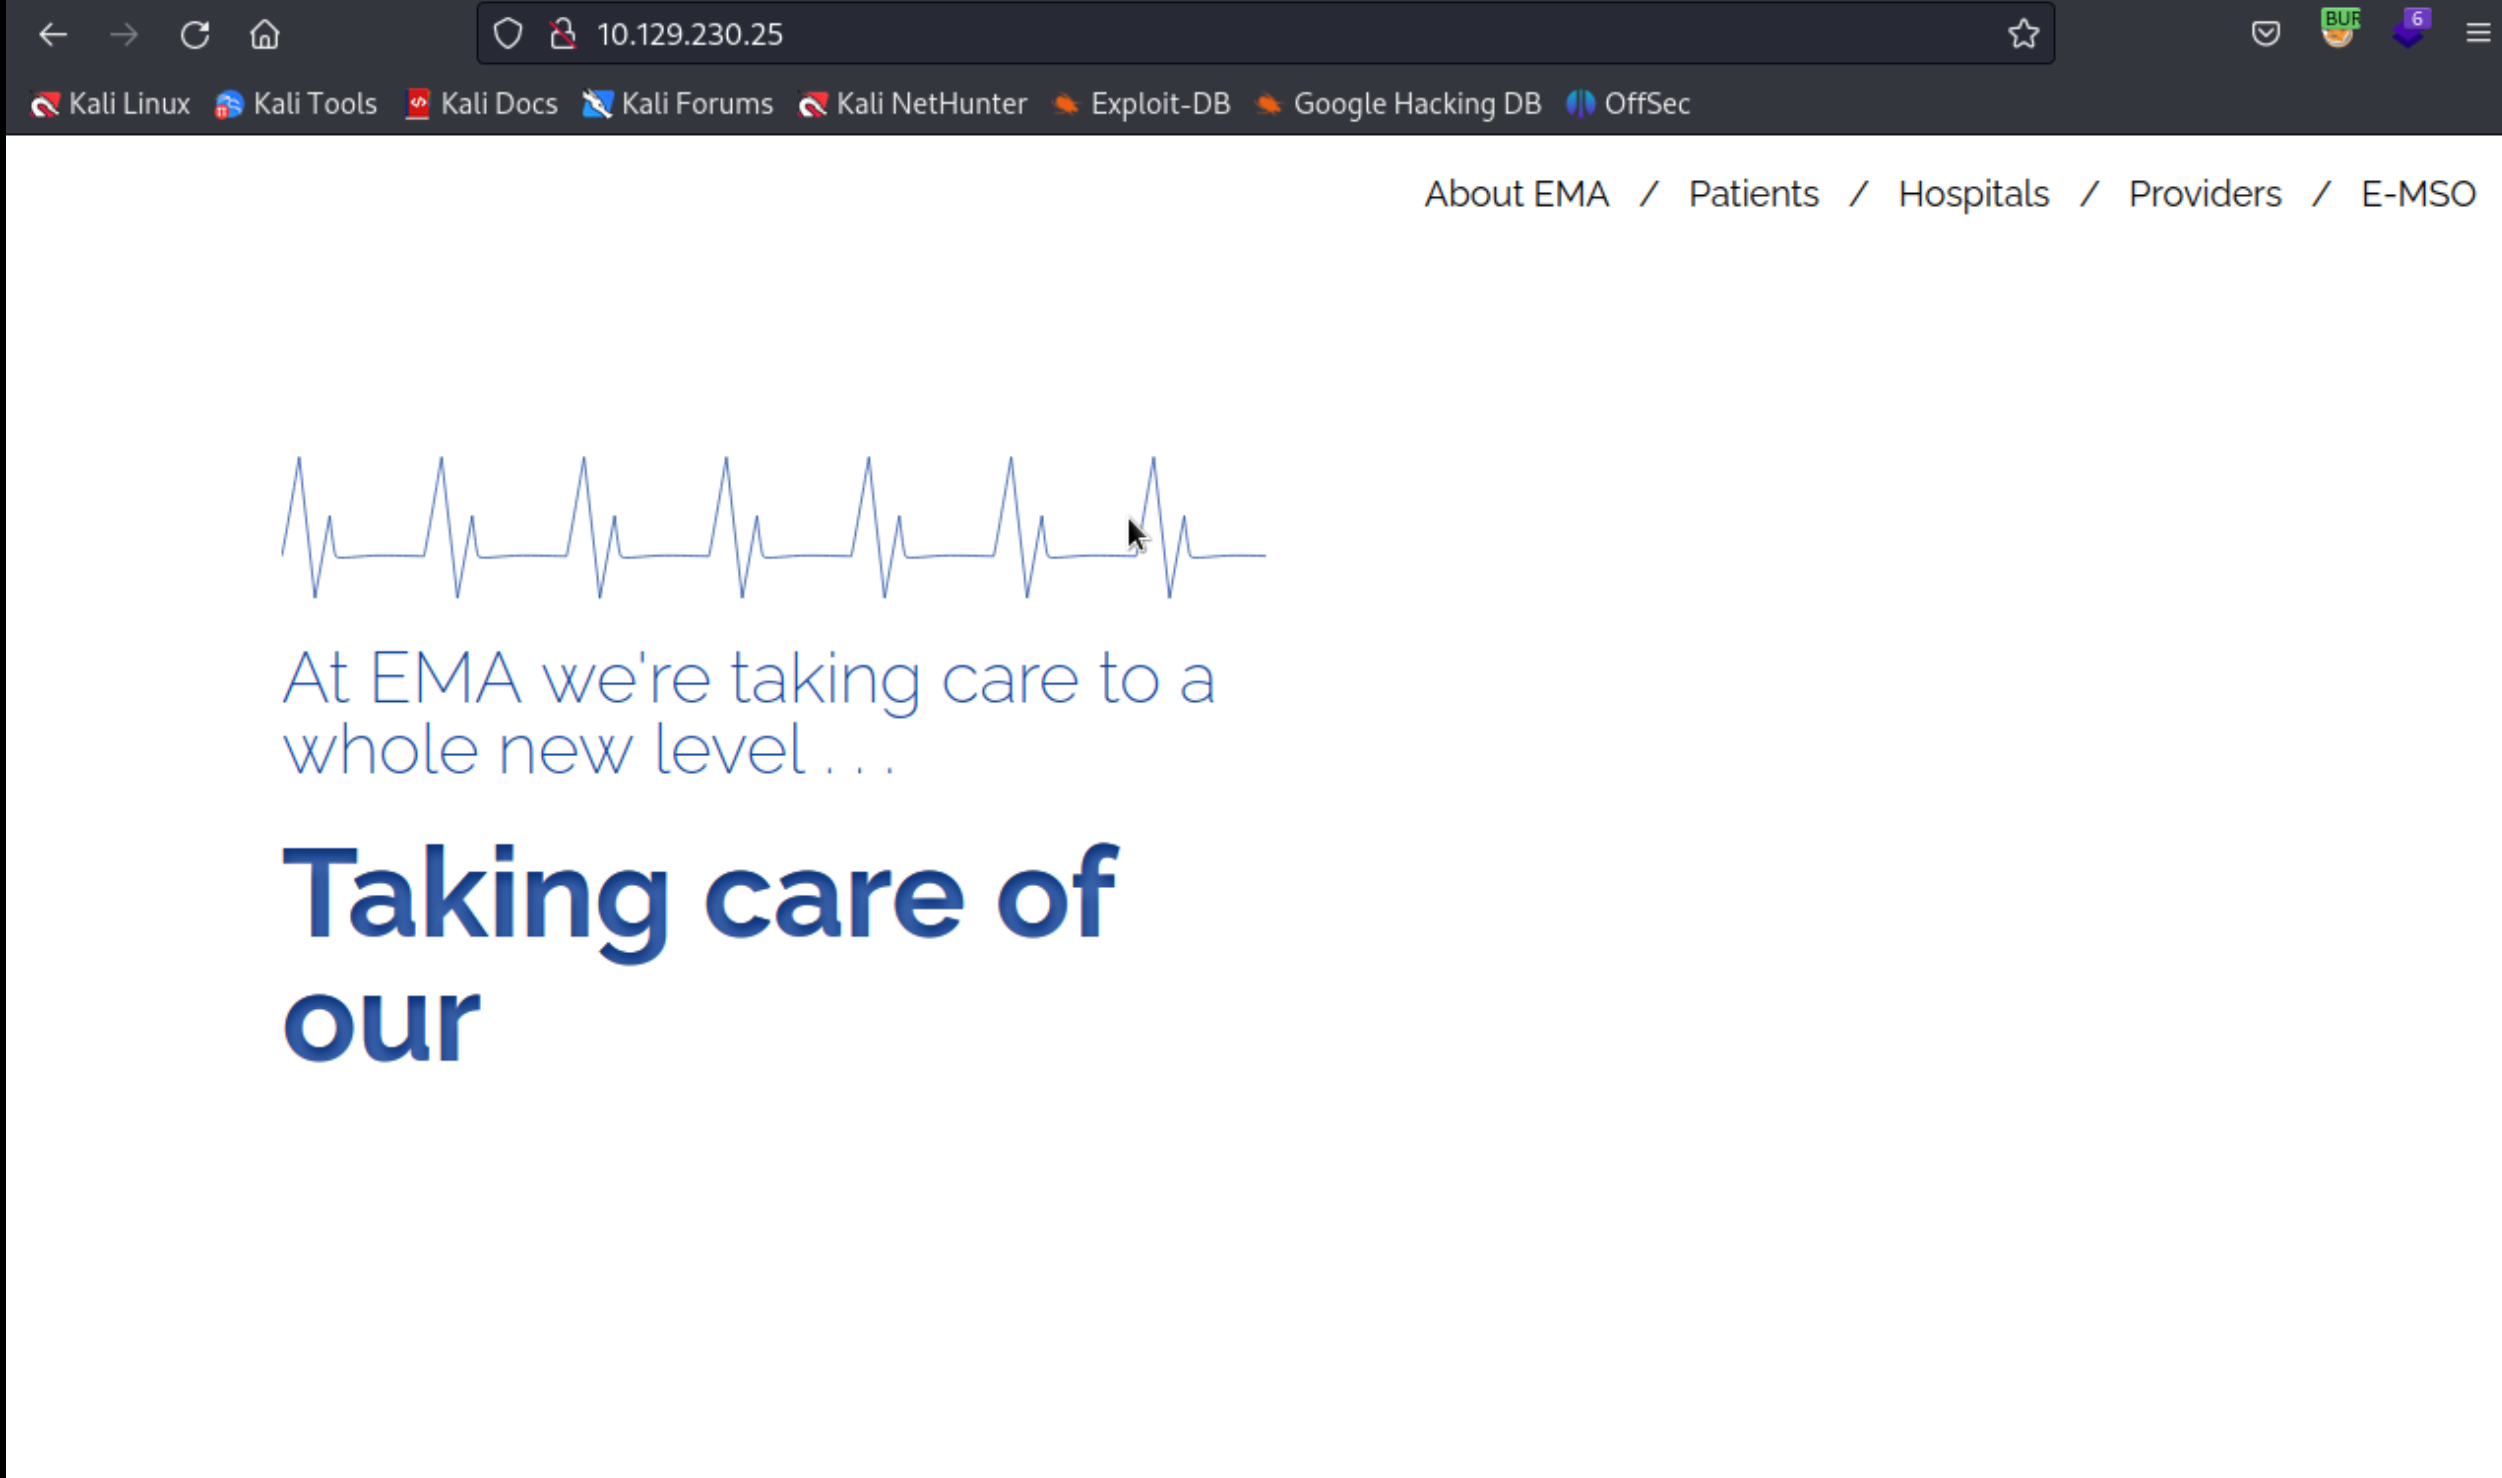 10.129.230.25
BUR
6
Kali Linux Kali Tools Kali Docs Kali Forums Kali NetHunter Exploit-DB Google Hacking DB OffSec
About EMA / Patients / Hospitals / Providers / E-MSO
At EMA we're taking care to a
whole new level . . .
Taking care of
our